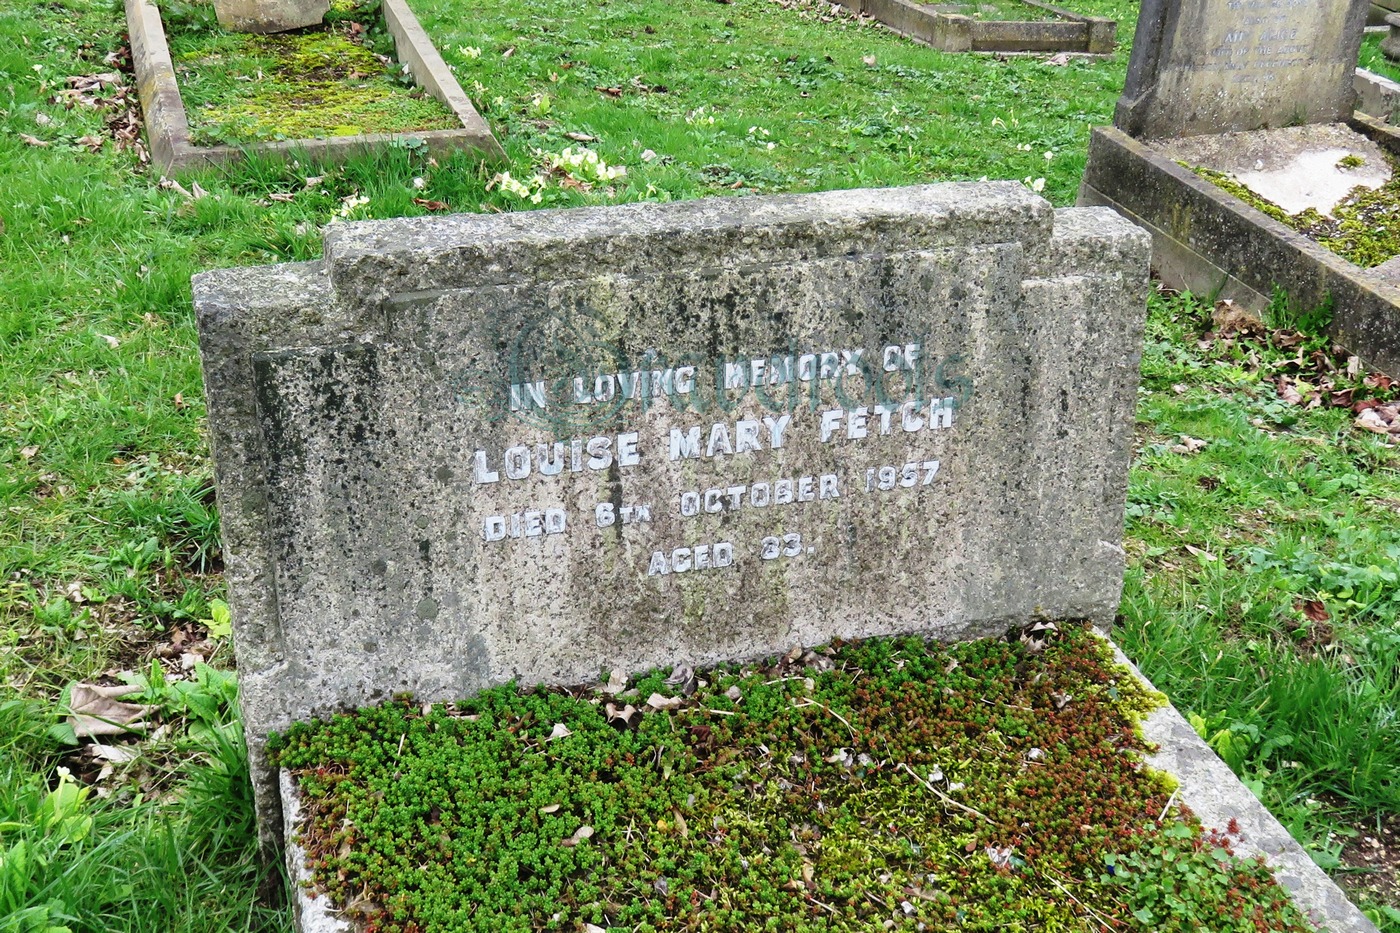 IN LOVING MEMORY OF
LOUISE MARY FETCH
DIED 6TH OCTOBER 1957
AGED 83.